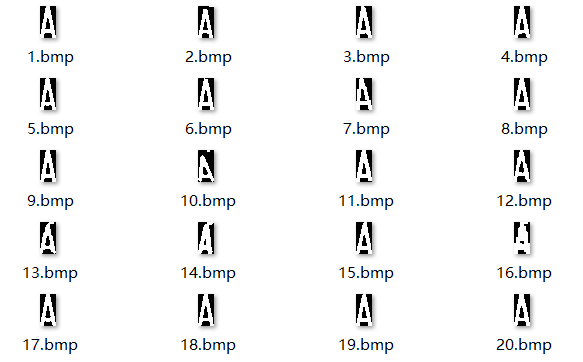 A A A A
1.bmp 2.bmp 3.bmp 4.bmp
A A A A
5.bmp 6.bmp 7.bmp 8.bmp
A A A A
9.bmp 10.bmp 11.bmp 12.bmp
A A A A
13.bmp 14.bmp 15.bmp 16.bmp
A A A A
17.bmp 18.bmp 19.bmp 20.bmp